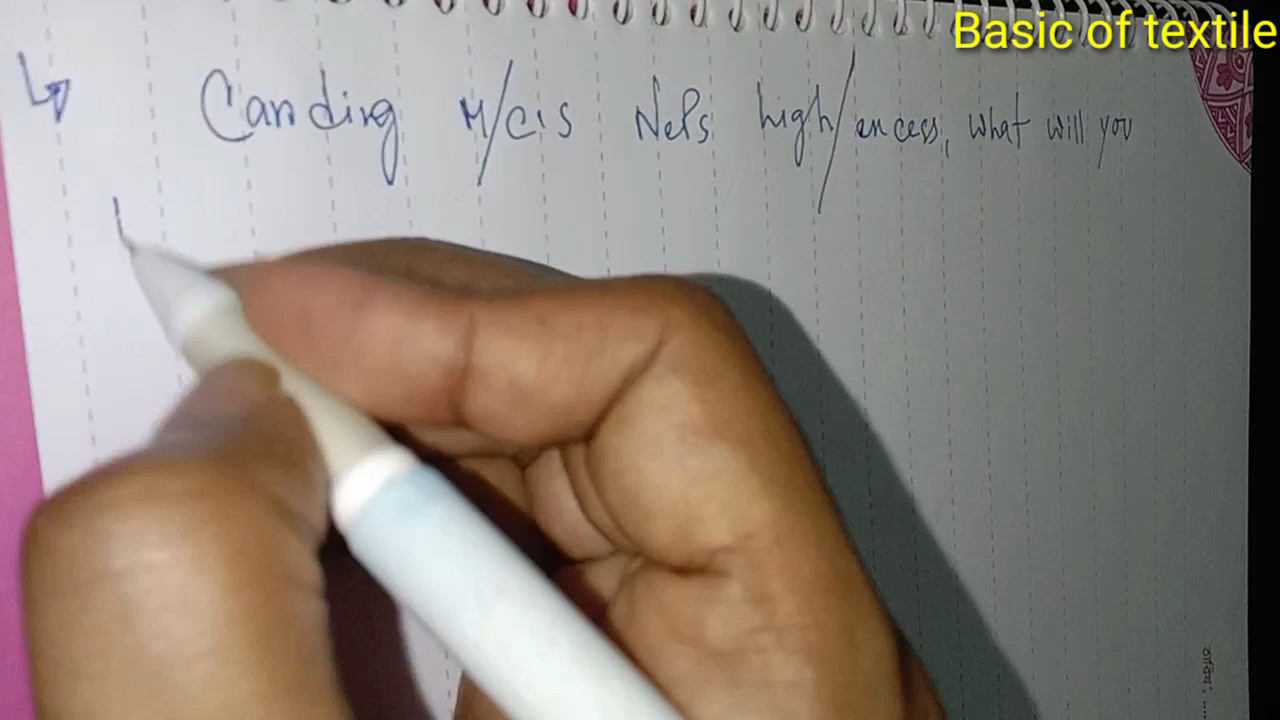 Basic of textile
↳ Carding M/C's Neps high/excess, what will you
তারিখ:....